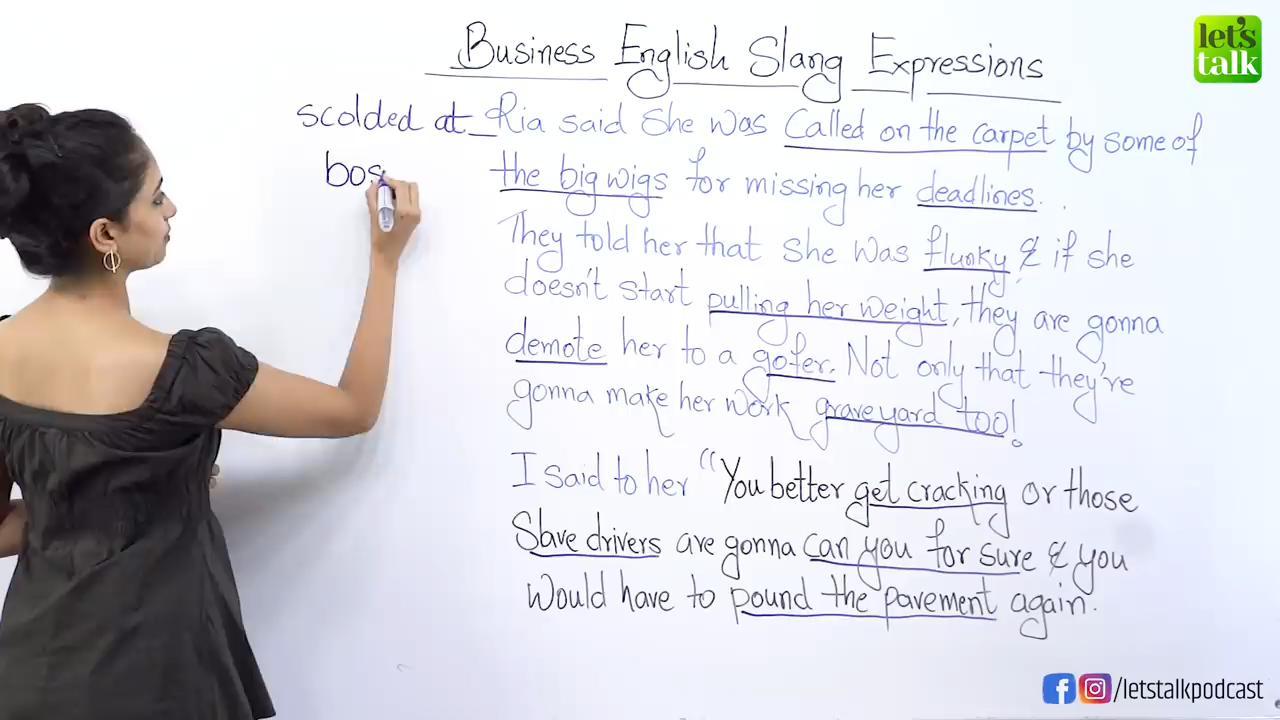 Business English Slang Expressions
let's
talk
scolded at _ Ria said she was Called on the carpet by some of
bos
the big wigs for missing her deadlines.
They told her that she was flunky & if she
doesn't start pulling her weight, they are gonna
demote her to a gofer. Not only that they're
gonna make her work graveyard too!
I said to her "You better get cracking or those
Slave drivers are gonna can you for sure & you
would have to pound the pavement again.
/letstalkpodcast